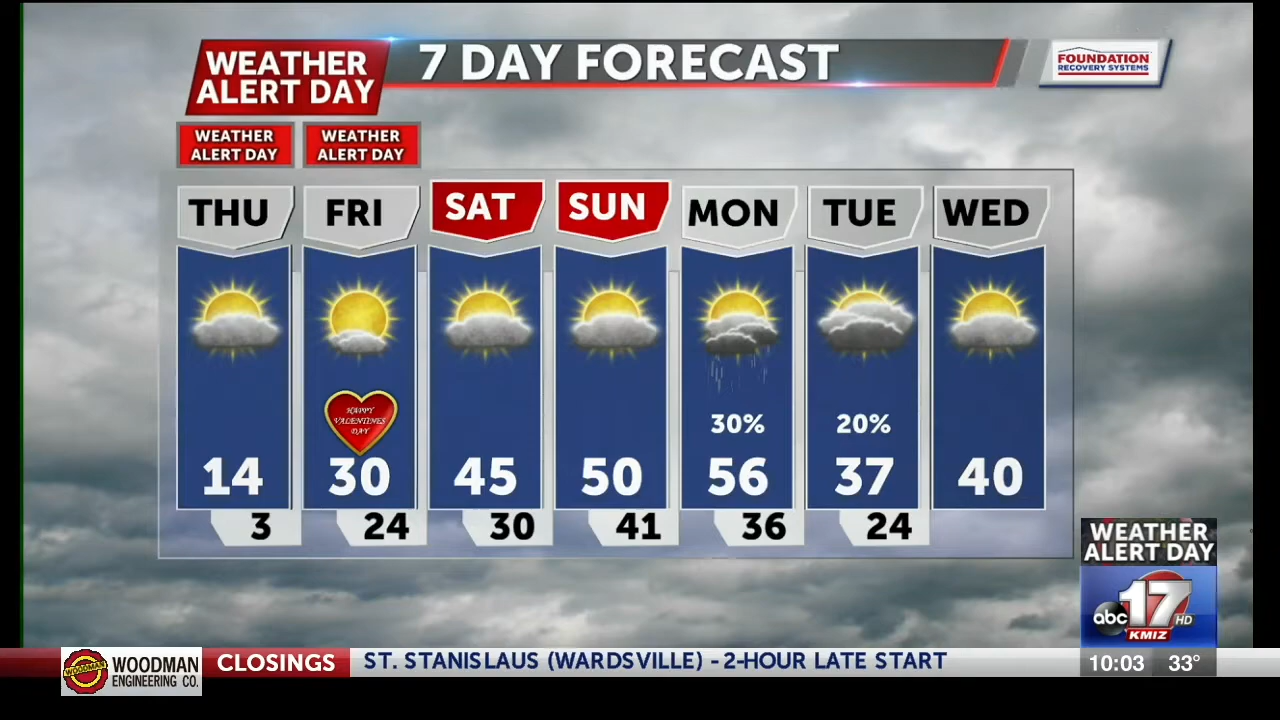 WEATHER
ALERT DAY
7 DAY FORECAST
FOUNDATION
RECOVERY SYSTEMS
WEATHER
ALERT DAY
WEATHER
ALERT DAY
THU FRI SAT SUN MON TUE WED
HAPPY
VALENTINES
DAY
30% 20%
14 30 45 50 56 37 40
3 24 30 41 36 24
WEATHER
ALERT DAY
abc 17 HD
KMIZ
WOODMAN
WOODMAN
ENGINEERING CO.
CLOSINGS
ST. STANISLAUS (WARDSVILLE) - 2-HOUR LATE START
10:03 33°